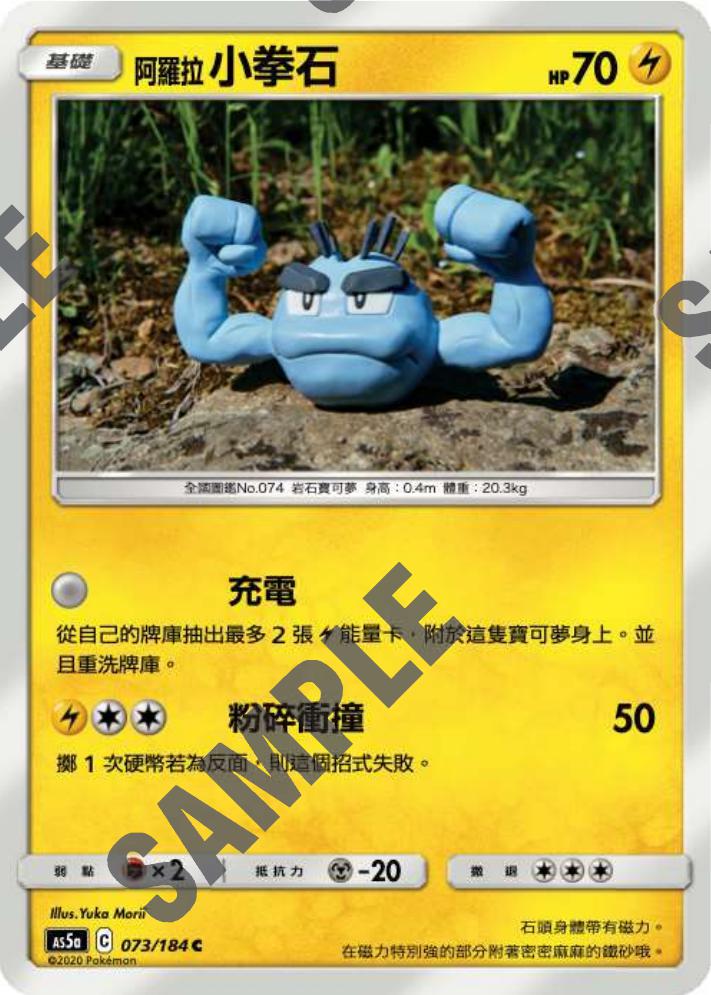 基礎 阿羅拉 小拳石 HP70
全國圖鑑No.074 岩石寶可夢 身高：0.4m 體重：20.3kg
充電
從自己的牌庫抽出最多 2 張 能量卡，附於這隻寶可夢身上。並
且重洗牌庫。
粉碎衝撞 50
擲 1 次硬幣若為反面，則這個招式失敗。
弱點 ×2 抵抗力 -20 撤退
Illus.Yuka Morii
AS5a C 073/184 C
©2020 Pokémon
石頭身體帶有磁力。
在磁力特別強的部分附著密密麻麻的鐵砂哦。
SAMPLE